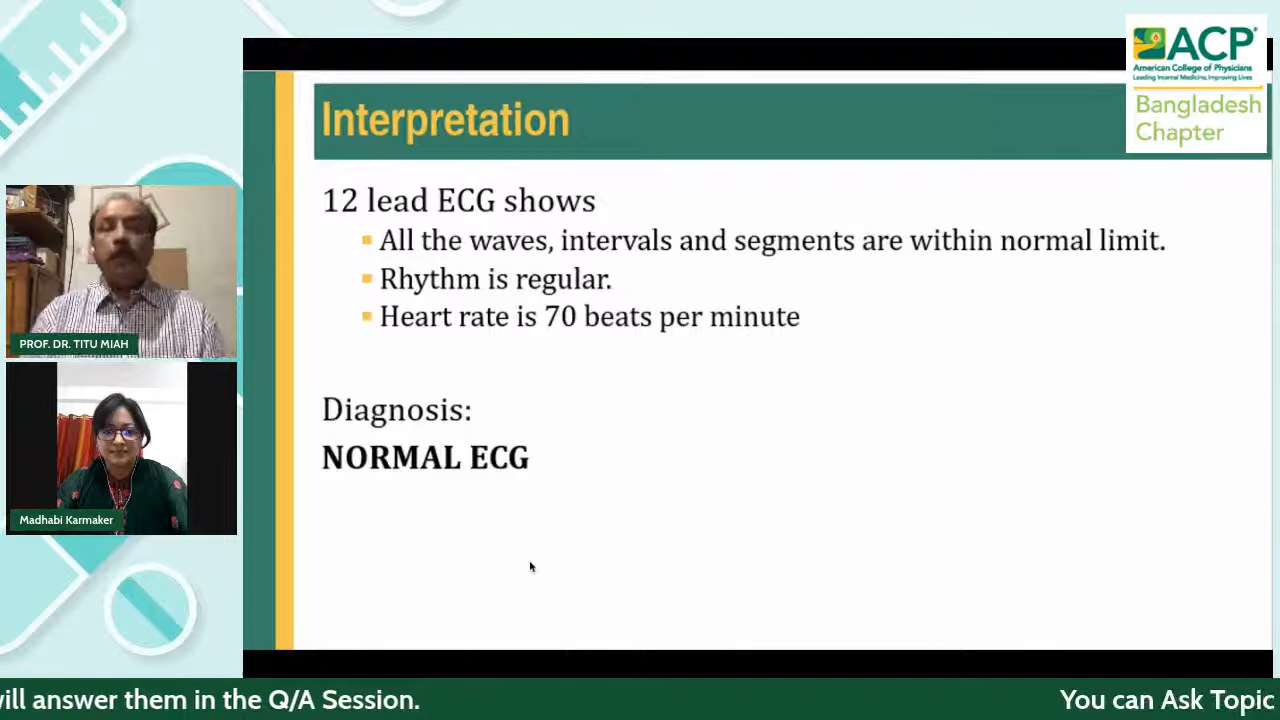 ACP
American College of Physicians
Leading Internal Medicine, Improving Lives
Bangladesh
Chapter
Interpretation
12 lead ECG shows
All the waves, intervals and segments are within normal limit.
Rhythm is regular.
Heart rate is 70 beats per minute
Diagnosis:
NORMAL ECG
PROF. DR. TITU MIAH
Madhabi Karmaker
will answer them in the Q/A Session.
You can Ask Topic